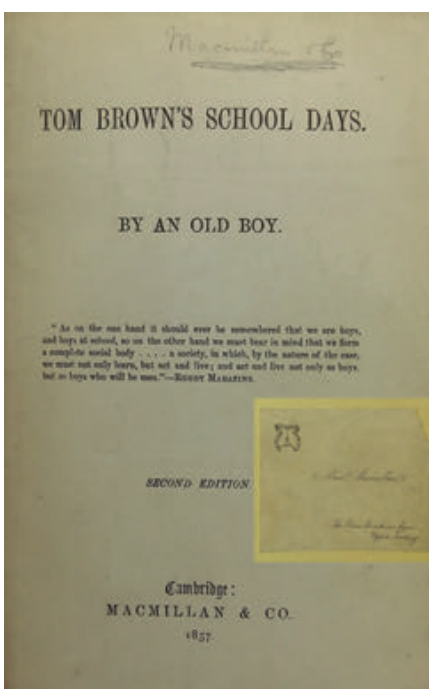 Macmillan & Co
TOM BROWN'S SCHOOL DAYS.
BY AN OLD BOY.
"As on the one hand it should ever be remembered that we are boys,
and boys at school, so on the other hand we must bear in mind that we form
a complete social body . . . . a society, in which, by the nature of the case,
we must not only learn, but act and live; and act and live not only as boys
but as boys who will be men."—RUGBY MAGAZINE.
SECOND EDITION
Cambridge:
MACMILLAN & CO.
1857